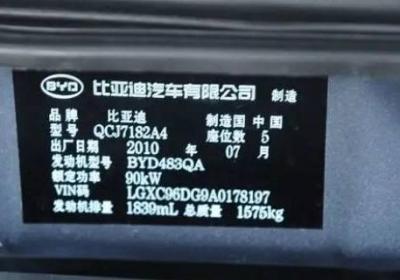 BYD 比亚迪汽车有限公司 制造
品牌 比亚迪 制造国 中国
型号 QCJ7182A4 座位数 5
出厂日期 2010 年 07 月
发动机型号 BYD483QA
额定功率 90kW
VIN码 LGXC96DG9A0178197
发动机排量 1839mL 总质量 1575kg